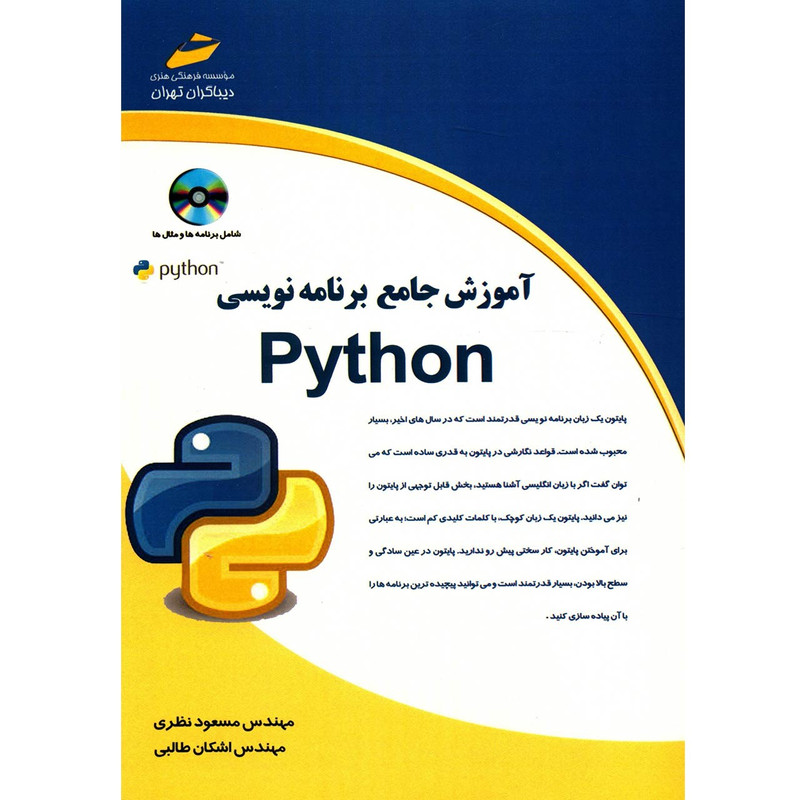 مؤسسه فرهنگی هنری
دیباگران تهران
شامل برنامه ها و مثال ها
python™
آموزش جامع برنامه نویسی
Python
پایتون یک زبان برنامه نویسی قدرتمند است که در سال های اخیر، بسیار
محبوب شده است. قواعد نگارشی در پایتون به قدری ساده است که می
توان گفت اگر با زبان انگلیسی آشنا هستید، بخش قابل توجهی از پایتون را
نیز می دانید. پایتون یک زبان کوچک، با کلمات کلیدی کم است؛ به عبارتی
برای آموختن پایتون، کار سختی پیش رو ندارید. پایتون در عین سادگی و
سطح بالا بودن، بسیار قدرتمند است و می توانید پیچیده ترین برنامه ها را
با آن پیاده سازی کنید .
مهندس مسعود نظری
مهندس اشکان طالبی